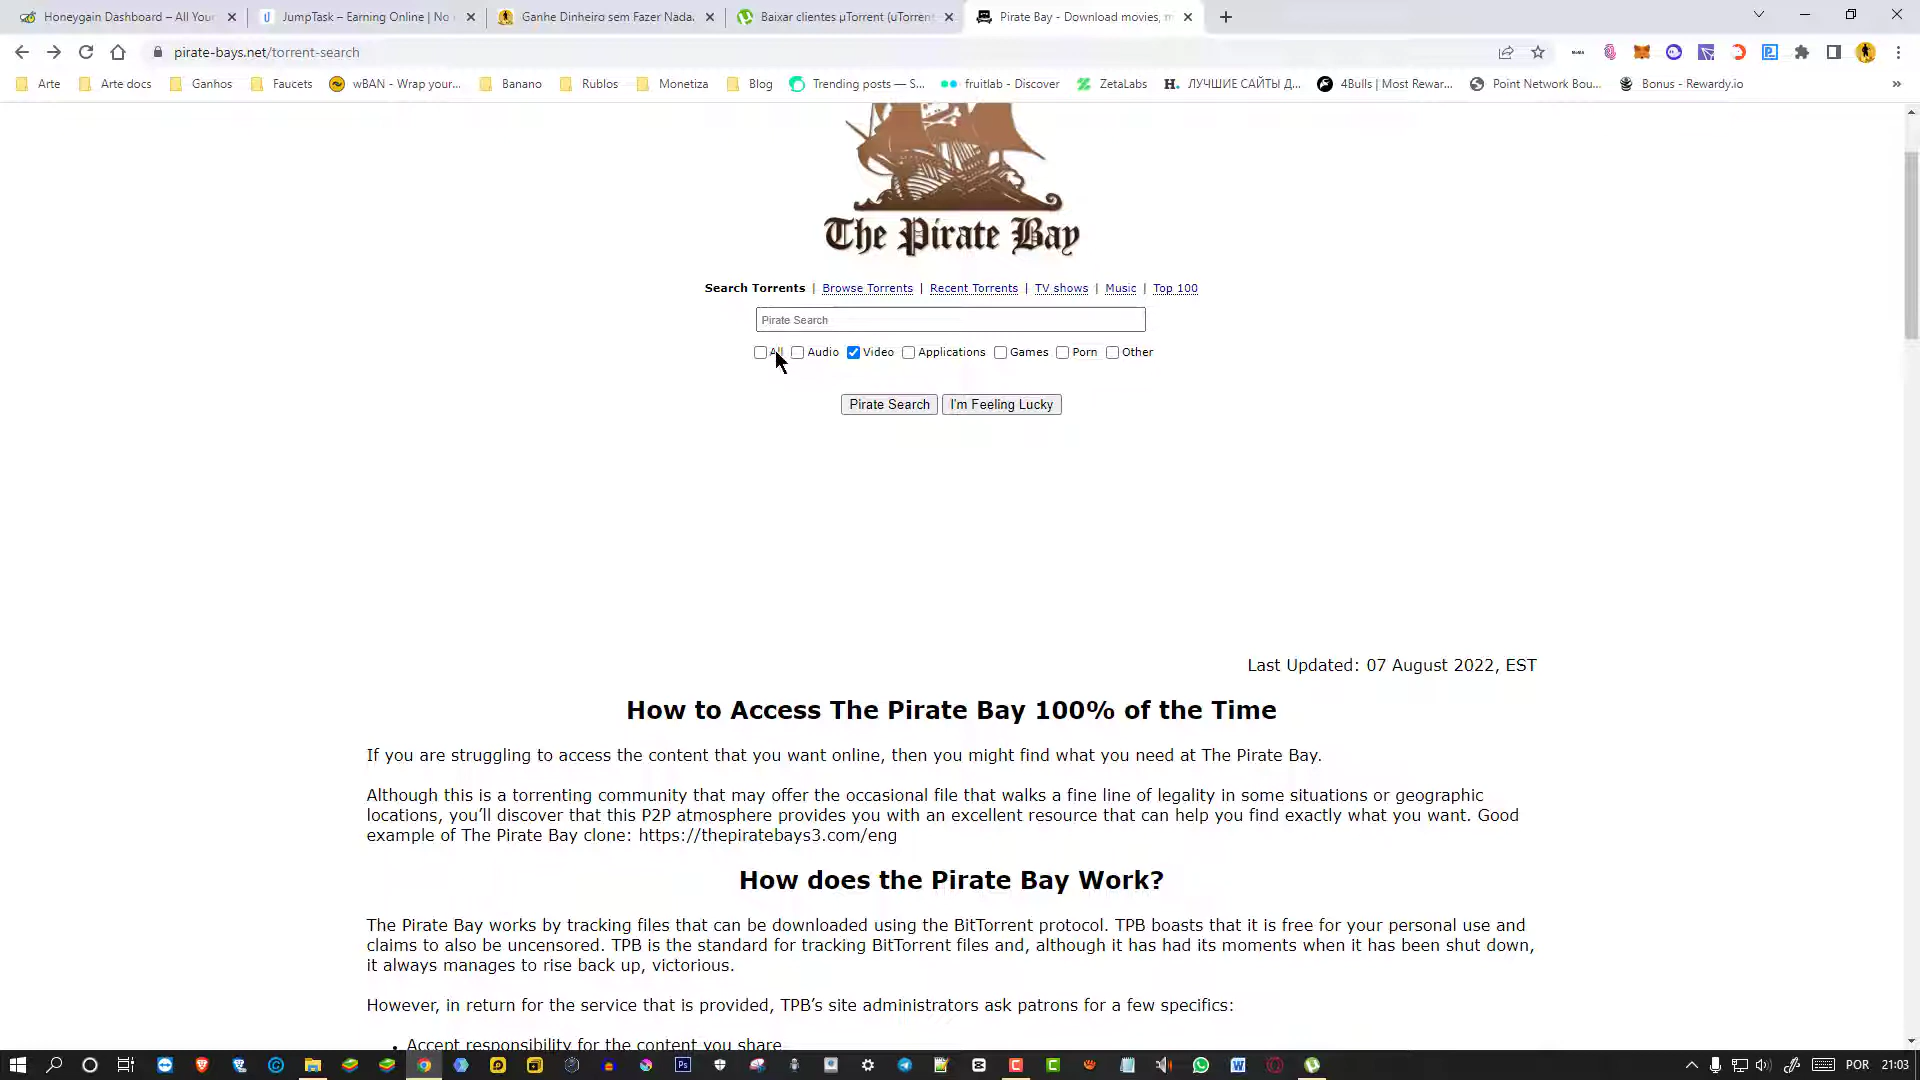 Honeygain Dashboard – All Your
JumpTask – Earning Online | No
Ganhe Dinheiro sem Fazer Nada.
Baixar clientes µTorrent (uTorrent
Pirate Bay - Download movies, m
pirate-bays.net/torrent-search
Arte
Arte docs
Ganhos
Faucets
wBAN - Wrap your...
Banano
Rublos
Monetiza
Blog
Trending posts — S...
fruitlab - Discover
ZetaLabs
H. ЛУЧШИЕ САЙТЫ Д...
4Bulls | Most Rewar...
Point Network Bou...
Bonus - Rewardy.io
»
The Pirate Bay
Search Torrents | Browse Torrents | Recent Torrents | TV shows | Music | Top 100
Pirate Search
All Audio Video Applications Games Porn Other
Pirate Search I'm Feeling Lucky
Last Updated: 07 August 2022, EST
How to Access The Pirate Bay 100% of the Time
If you are struggling to access the content that you want online, then you might find what you need at The Pirate Bay.
Although this is a torrenting community that may offer the occasional file that walks a fine line of legality in some situations or geographic
locations, you’ll discover that this P2P atmosphere provides you with an excellent resource that can help you find exactly what you want. Good
example of The Pirate Bay clone: https://thepiratebays3.com/eng
How does the Pirate Bay Work?
The Pirate Bay works by tracking files that can be downloaded using the BitTorrent protocol. TPB boasts that it is free for your personal use and
claims to also be uncensored. TPB is the standard for tracking BitTorrent files and, although it has had its moments when it has been shut down,
it always manages to rise back up, victorious.
However, in return for the service that is provided, TPB’s site administrators ask patrons for a few specifics:
• Accept responsibility for the content you share
POR 21:03